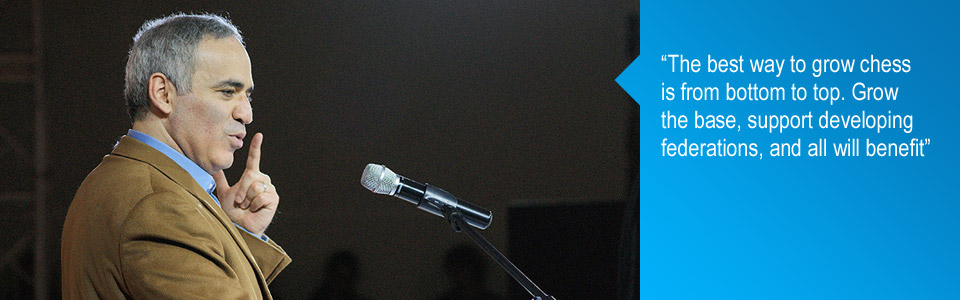 “The best way to grow chess
is from bottom to top. Grow
the base, support developing
federations, and all will benefit”